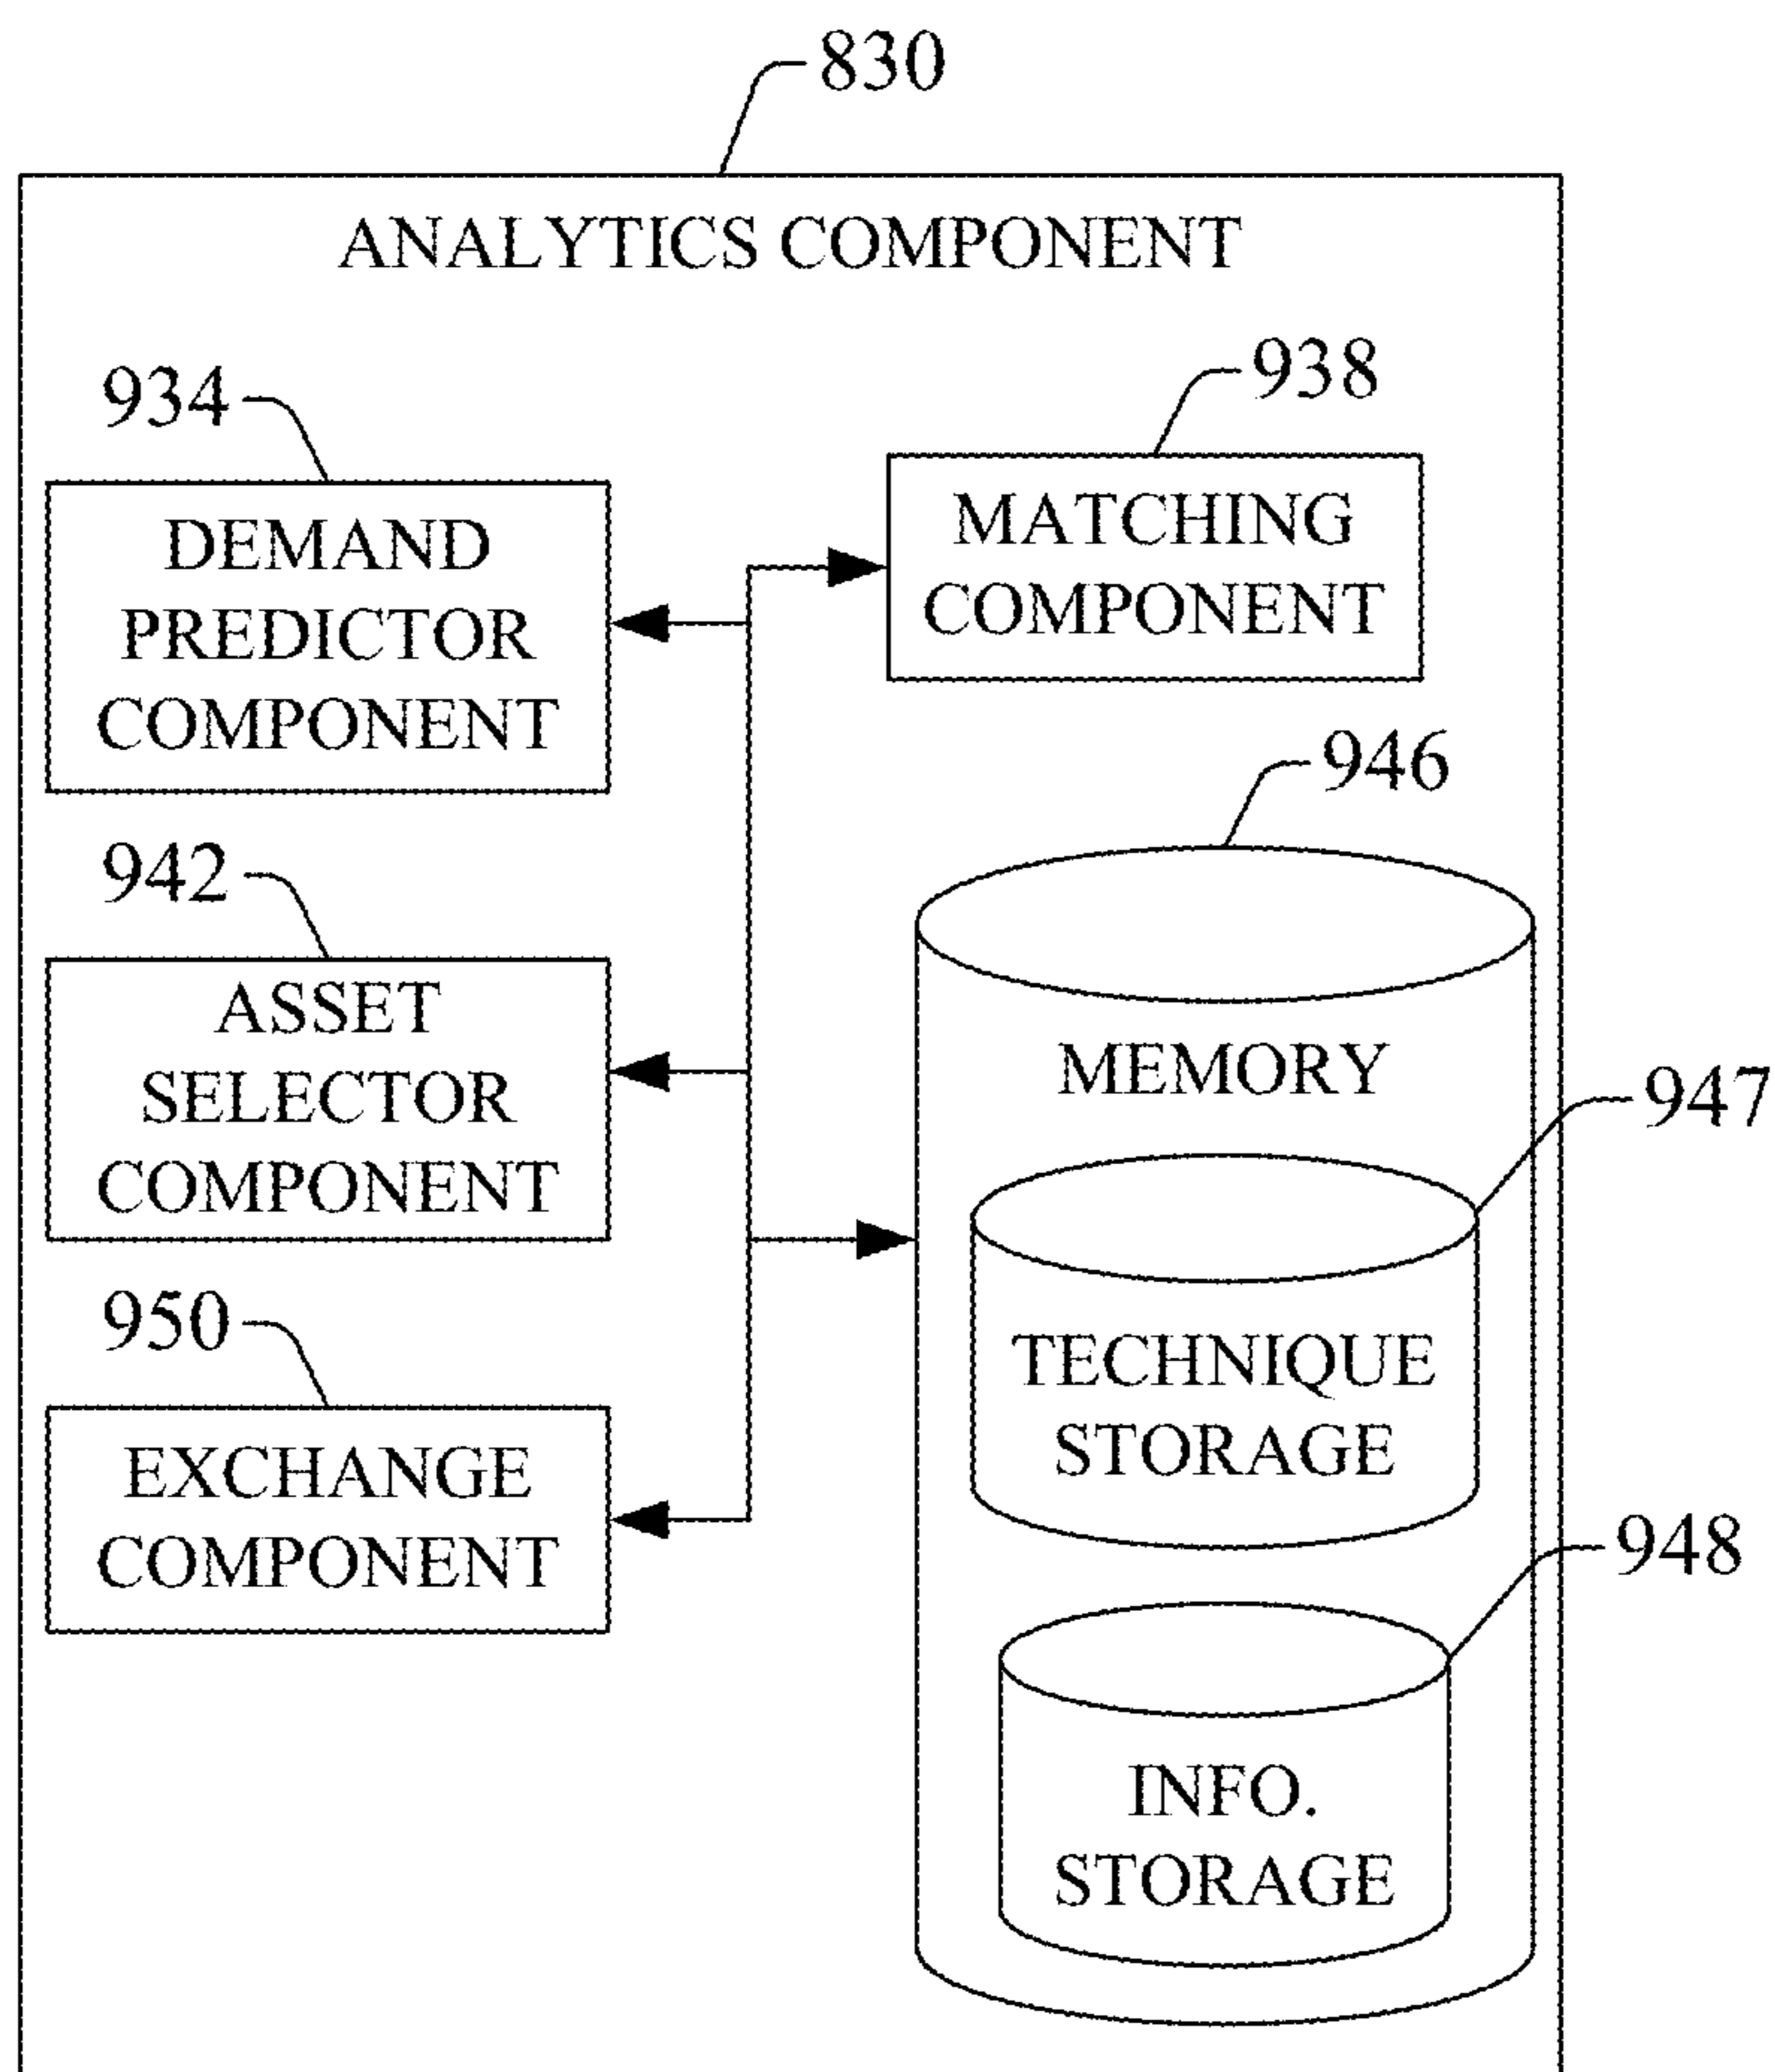 830
ANALYTICS COMPONENT
934
938
DEMAND
PREDICTOR
COMPONENT
MATCHING
COMPONENT
946
942
ASSET
SELECTOR
COMPONENT
MEMORY
947
950
TECHNIQUE
STORAGE
EXCHANGE
COMPONENT
948
INFO.
STORAGE